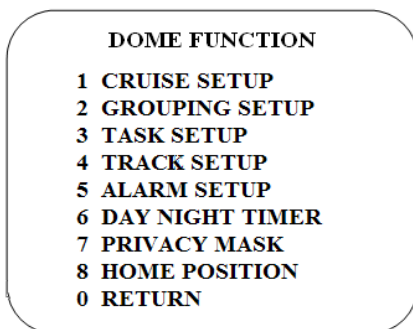 DOME FUNCTION
1 CRUISE SETUP
2 GROUPING SETUP
3 TASK SETUP
4 TRACK SETUP
5 ALARM SETUP
6 DAY NIGHT TIMER
7 PRIVACY MASK
8 HOME POSITION
0 RETURN